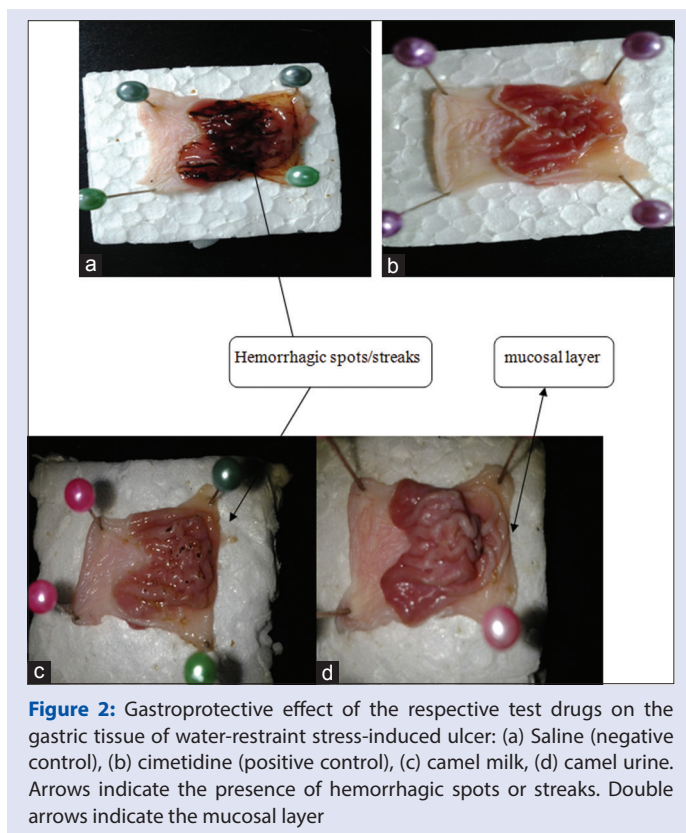 a
b
Hemorrhagic spots/streaks
mucosal layer
c
d
Figure 2: Gastroprotective effect of the respective test drugs on the
gastric tissue of water-restraint stress-induced ulcer: (a) Saline (negative
control), (b) cimetidine (positive control), (c) camel milk, (d) camel urine.
Arrows indicate the presence of hemorrhagic spots or streaks. Double
arrows indicate the mucosal layer